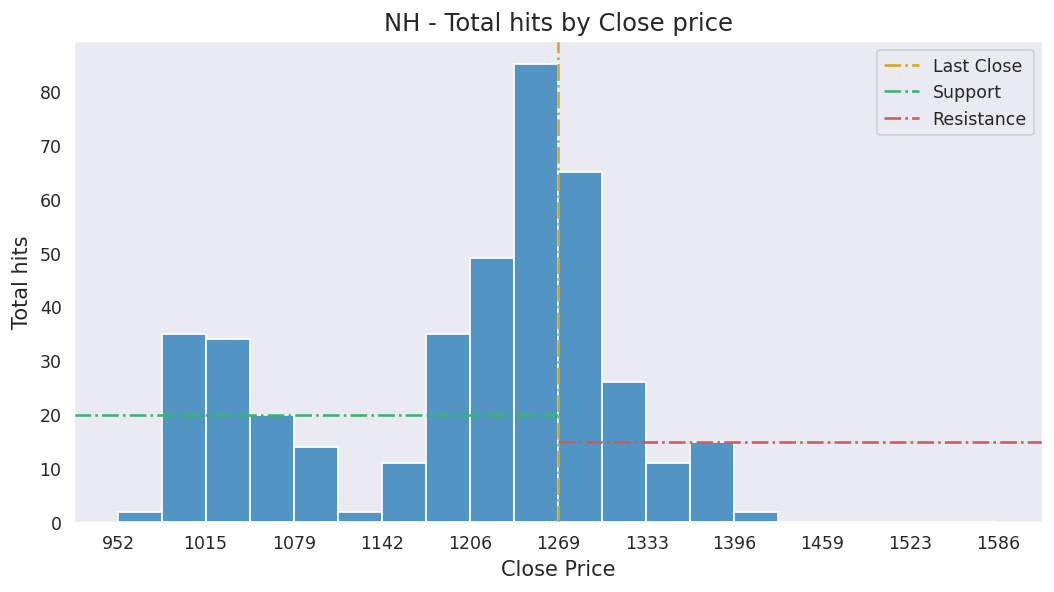 NH - Total hits by Close price
Last Close
Support
Resistance
Total hits
80
70
60
50
40
30
20
10
0
952 1015 1079 1142 1206 1269 1333 1396 1459 1523 1586
Close Price